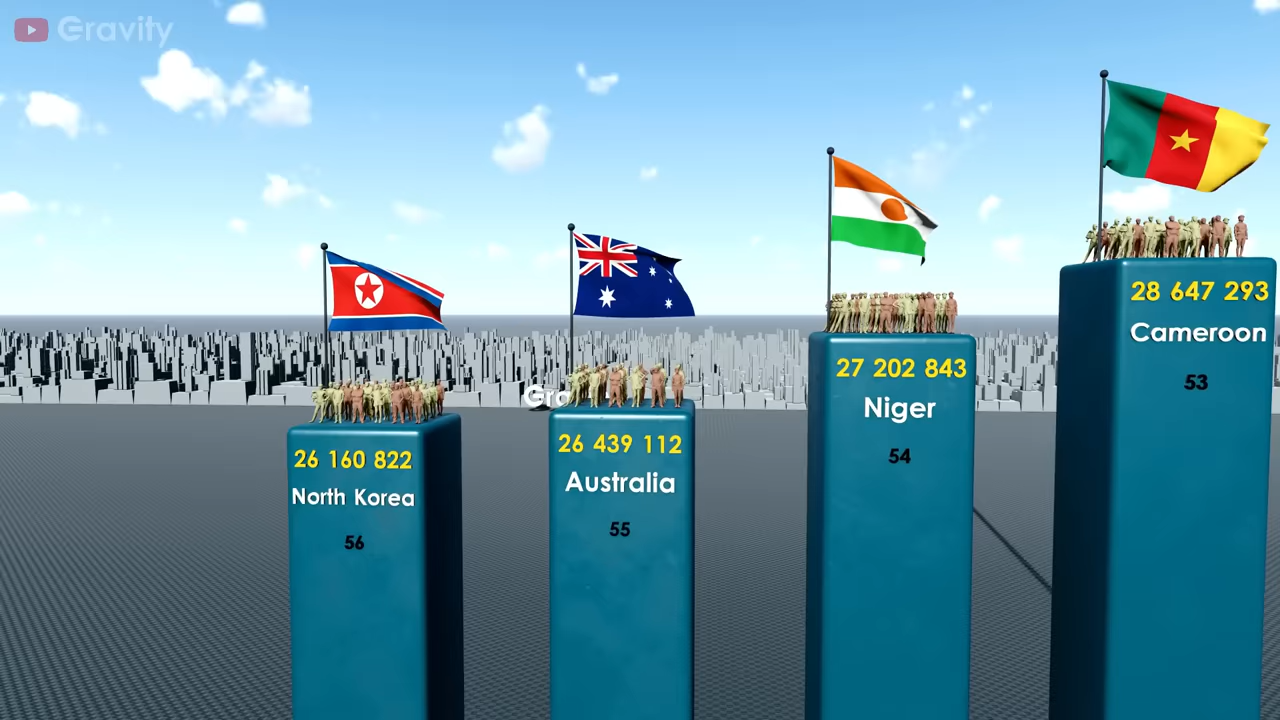 Gravity
26 160 822
North Korea
56
Gra
26 439 112
Australia
55
27 202 843
Niger
54
28 647 293
Cameroon
53